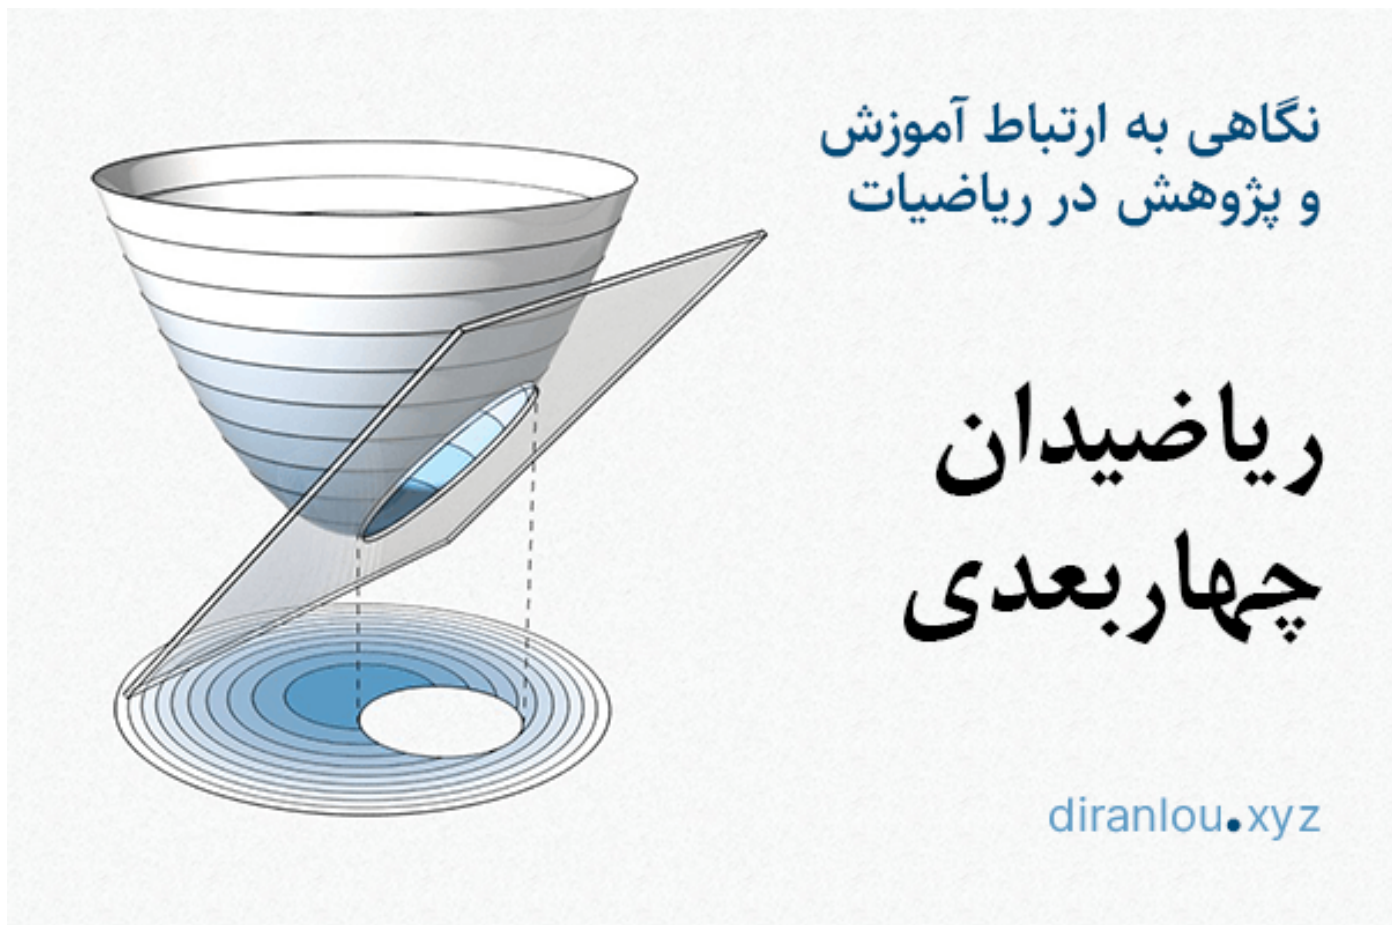 نگاهی به ارتباط آموزش
و پژوهش در ریاضیات
ریاضیدان
چهاربعدی
diranlou.xyz